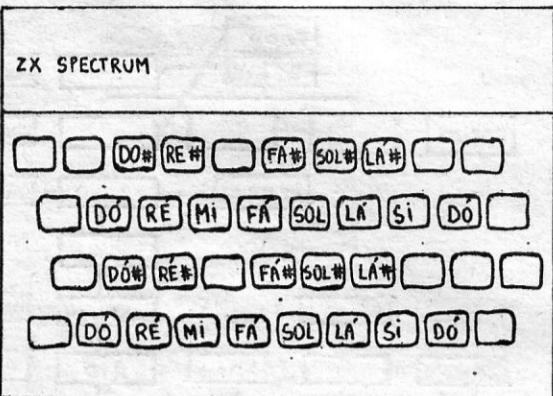 ZX SPECTRUM
DO# RE# FÁ# SOL# LA#
DÓ RÉ Mi FÁ SOL LÁ Si DÓ
DÓ# RÉ# FÁ# SOL# LÁ#
DÓ RÉ Mi FÁ SOL LÁ Si DÓ